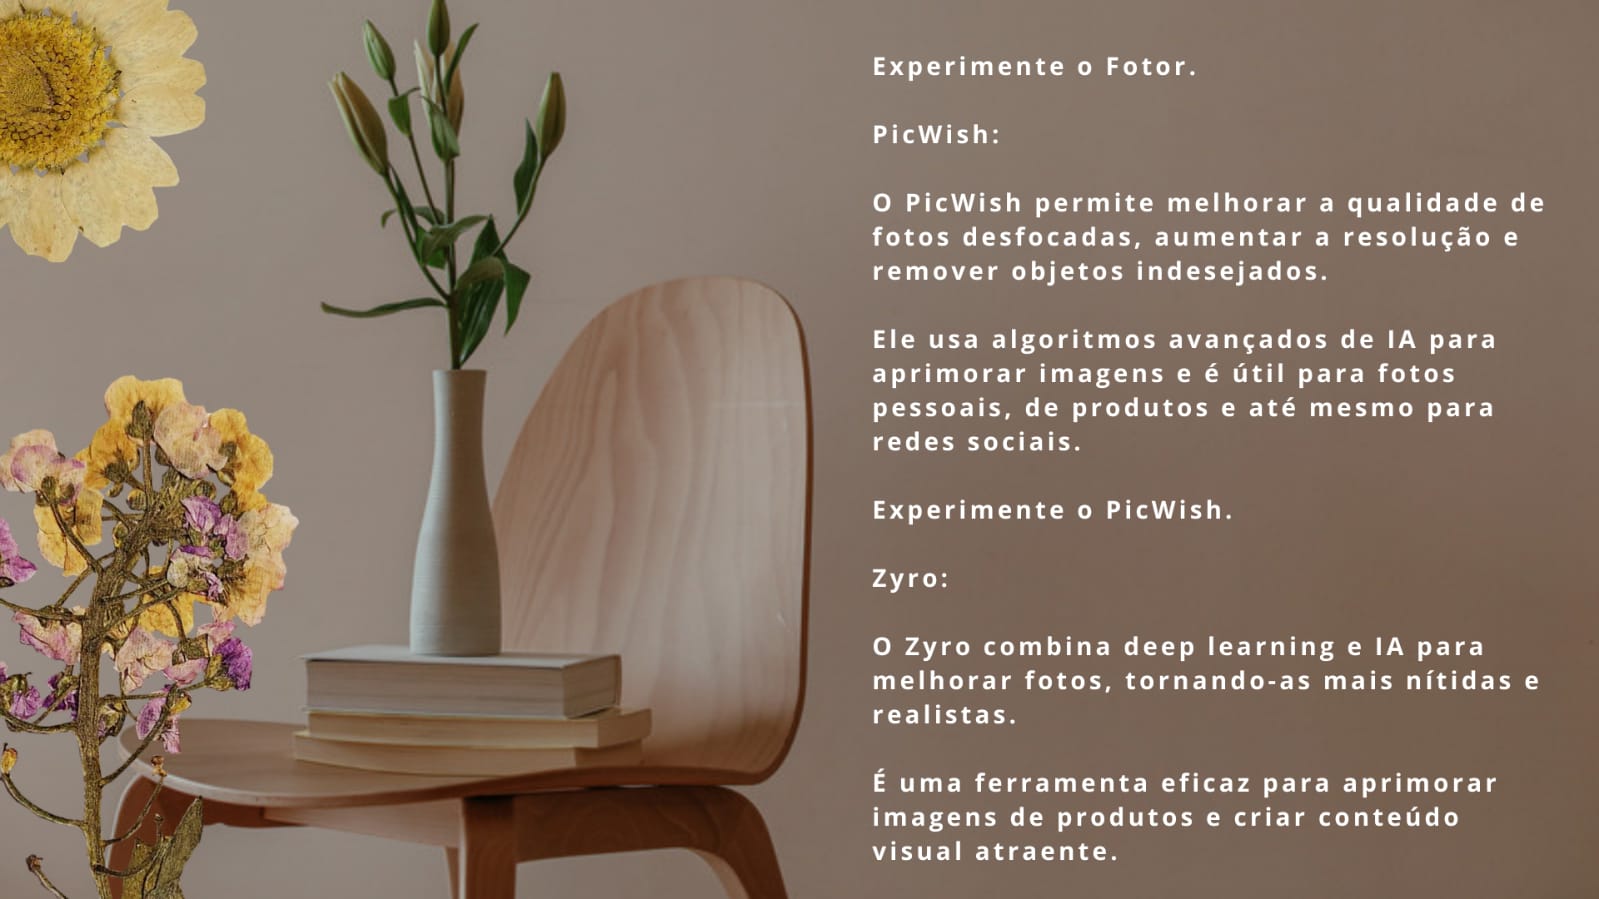 Experimente o Fotor.
PicWish:
O PicWish permite melhorar a qualidade de
fotos desfocadas, aumentar a resolução e
remover objetos indesejados.
Ele usa algoritmos avançados de IA para
aprimorar imagens e é útil para fotos
pessoais, de produtos e até mesmo para
redes sociais.
Experimente o PicWish.
Zyro:
O Zyro combina deep learning e IA para
melhorar fotos, tornando-as mais nítidas e
realistas.
É uma ferramenta eficaz para aprimorar
imagens de produtos e criar conteúdo
visual atraente.